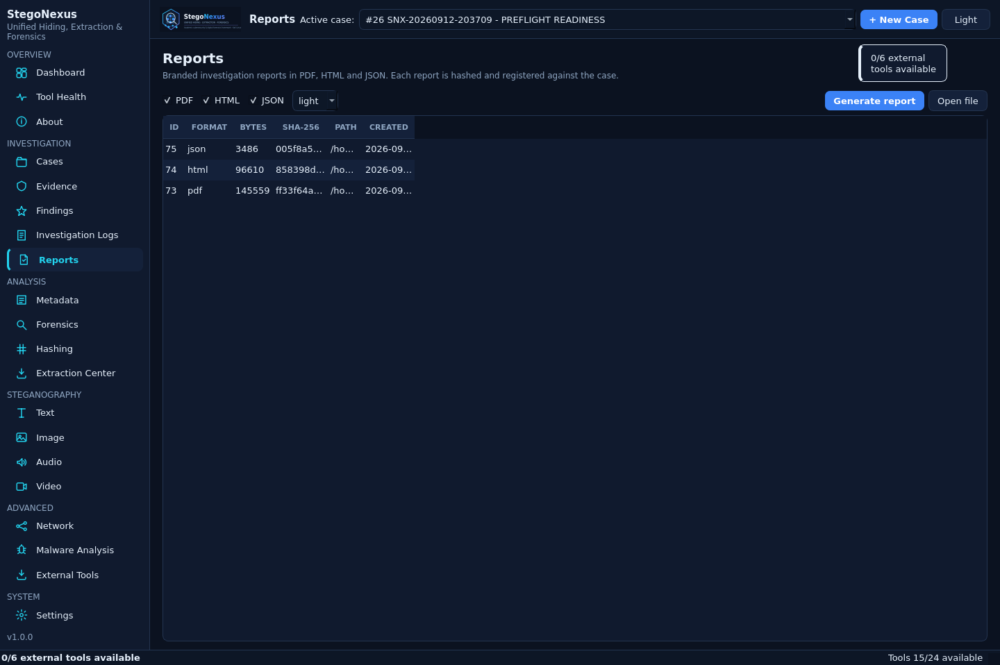 StegoNexus
Unified Hiding, Extraction &
Forensics
OVERVIEW
Dashboard
Tool Health
About
INVESTIGATION
Cases
Evidence
Findings
Investigation Logs
Reports
ANALYSIS
Metadata
Forensics
Hashing
Extraction Center
STEGANOGRAPHY
Text
Image
Audio
Video
ADVANCED
Network
Malware Analysis
External Tools
SYSTEM
Settings
v1.0.0
StegoNexus
Reports Active case: #26 SNX-20260912-203709 - PREFLIGHT READINESS + New Case Light
Reports
Branded investigation reports in PDF, HTML and JSON. Each report is hashed and registered against the case.
0/6 external
tools available
PDF HTML JSON light Generate report Open file
ID FORMAT BYTES SHA-256 PATH CREATED
75 json 3486 005f8a5... /ho... 2026-09...
74 html 96610 858398d... /ho... 2026-09...
73 pdf 145559 ff33f64a... /ho... 2026-09...
0/6 external tools available
Tools 15/24 available